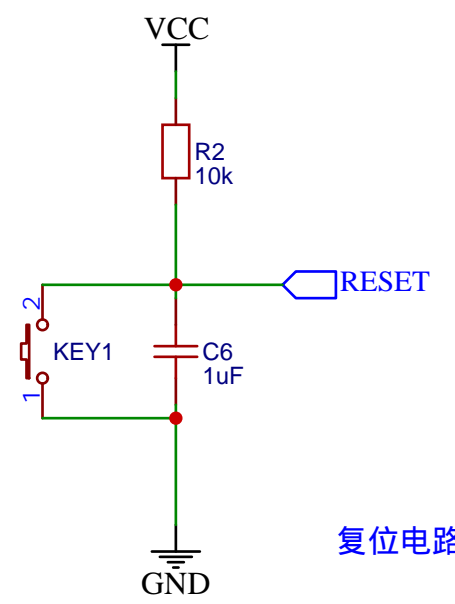 VCC
R2
10k
RESET
2
KEY1
C6
1uF
1
复位电路
GND